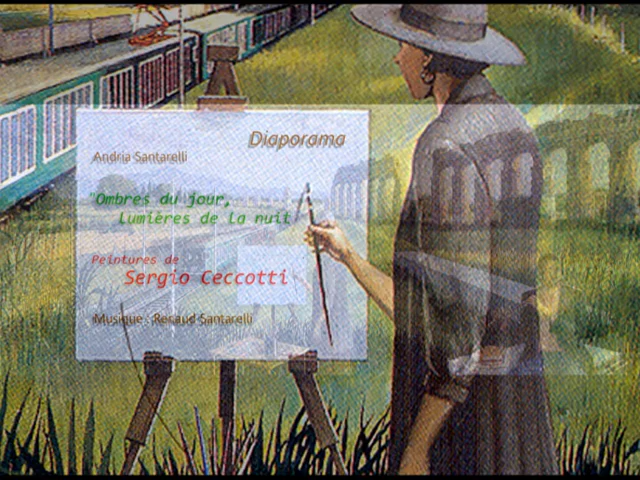 Diaporama
Andria Santarelli
"Ombres du jour,
Lumières de la nuit
Peintures de
Sergio Ceccotti
Musique : Renaud Santarelli